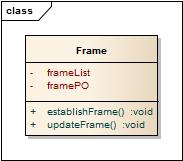 class
Frame
- frameList
- framePO
+ establishFrame() :void
+ updateFrame() :void